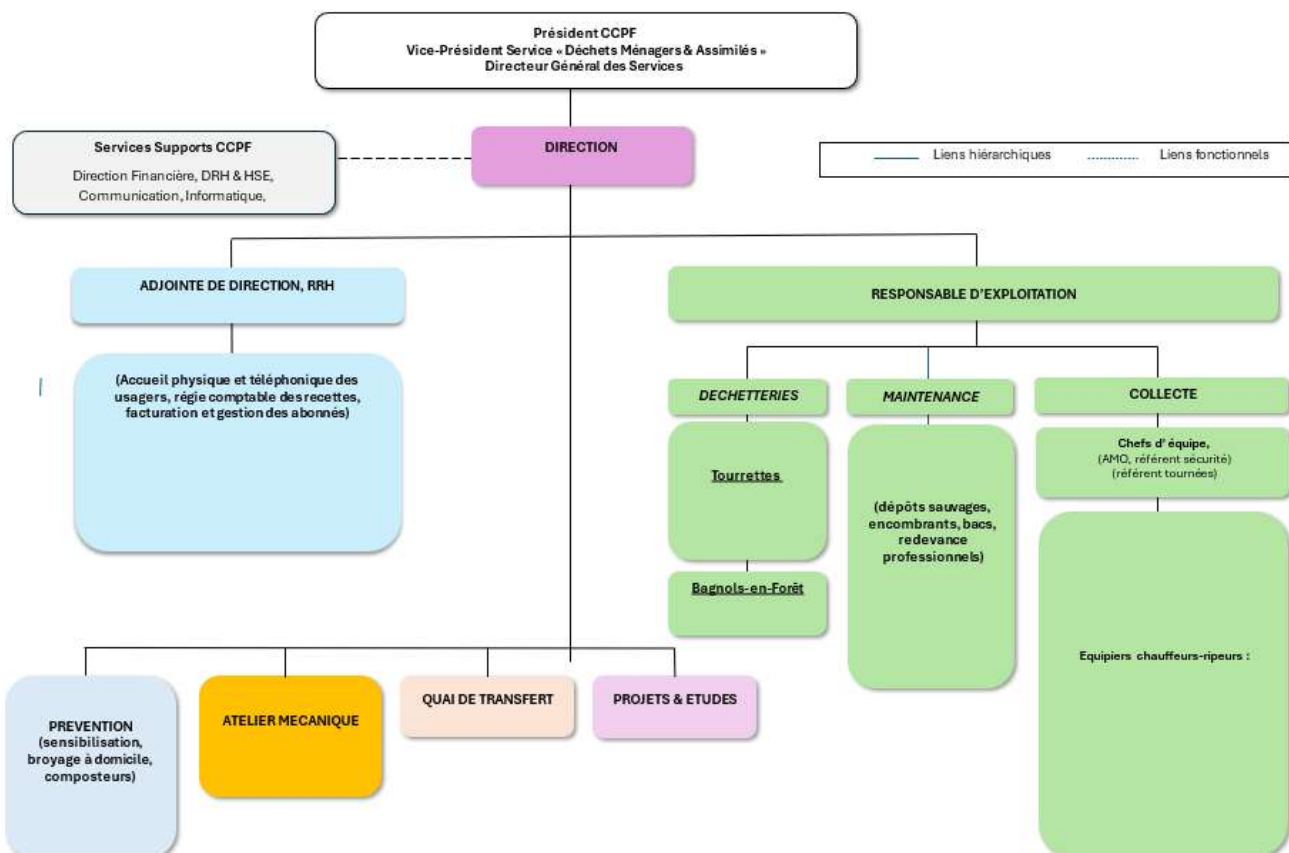 Président CCPF
Vice-Président Service « Déchets Ménagers & Assimilés »
Directeur Général des Services
Services Supports CCPF
Direction Financière, DRH & HSE,
Communication, Informatique,
DIRECTION
Liens hiérarchiques
Liens fonctionnels
ADJOINTE DE DIRECTION, RRH
RESPONSABLE D'EXPLOITATION
(Accueil physique et téléphonique des
usagers, régie comptable des recettes,
facturation et gestion des abonnés)
DECHETTERIES
MAINTENANCE
COLLECTE
Tourrettes
Bagnols-en-Forêt
(dépôts sauvages,
encombrants, bacs,
redevance
professionnels)
Chefs d' équipe,
(AMO, référent sécurité)
(référent tournées)
Equipiers chauffeurs-ripeurs :
PREVENTION
(sensibilisation,
broyage à domicile,
composteurs)
ATELIER MECANIQUE
QUAI DE TRANSFERT
PROJETS & ETUDES